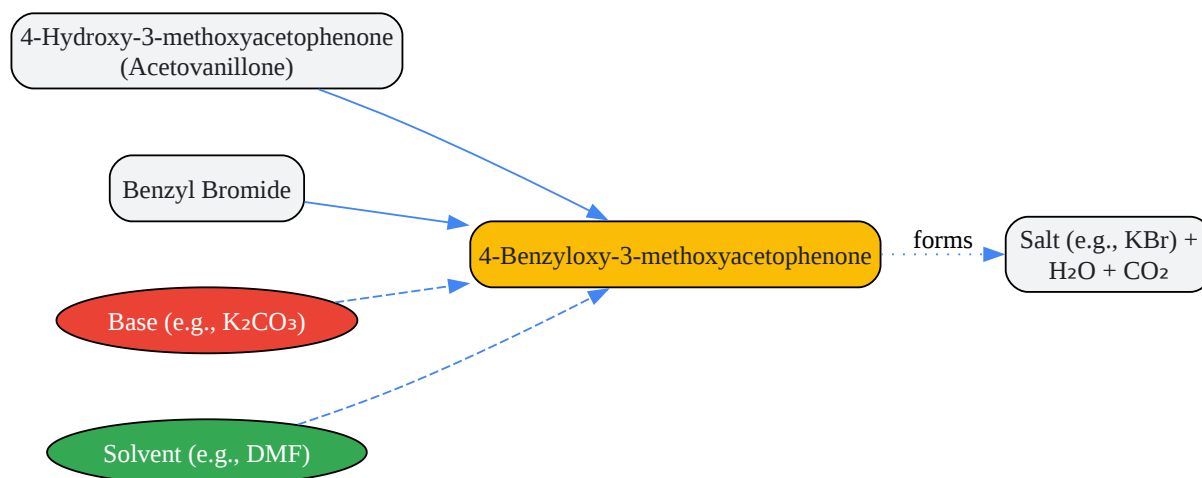 4-Hydroxy-3-methoxyacetophenone
(Acetovanillone)
Benzyl Bromide
4-Benzyloxy-3-methoxyacetophenone
forms
Salt (e.g., KBr) +
H₂O + CO₂
Base (e.g., K₂CO₃)
Solvent (e.g., DMF)